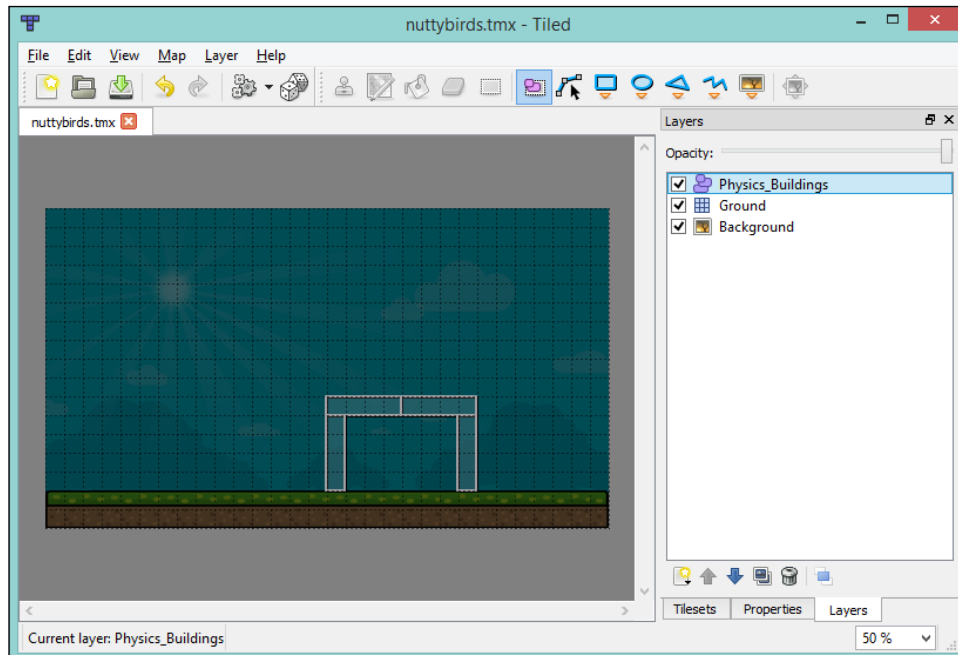 nuttybirds.tmx - Tiled
File Edit View Map Layer Help
nuttybirds.tmx
Layers
Opacity:
Physics_Buildings
Ground
Background
Tilesets Properties Layers
Current layer: Physics_Buildings
50 %